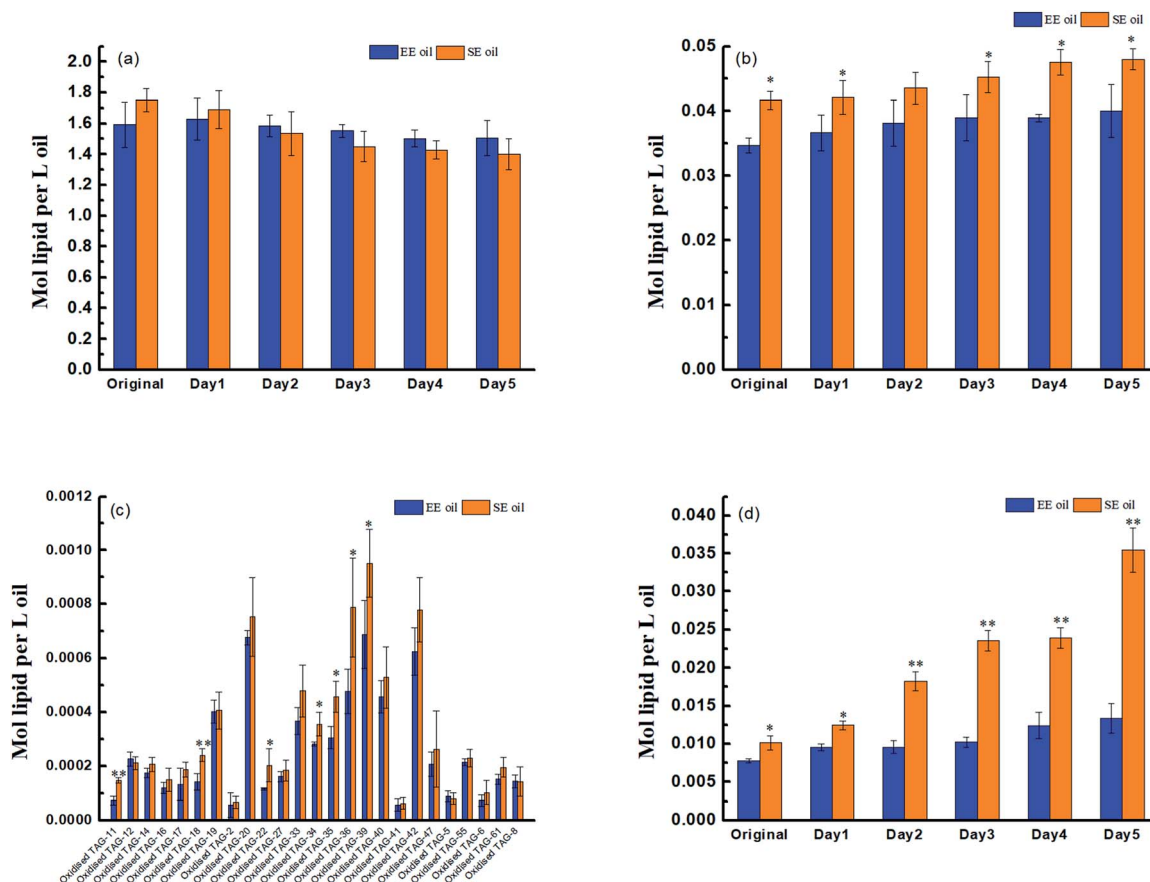 (a)
EE oil SE oil
Mol lipid per L oil
2.0
1.8
1.6
1.4
1.2
1.0
0.8
0.6
0.4
0.2
0.0
Original Day1 Day2 Day3 Day4 Day5
(b)
EE oil SE oil
Mol lipid per L oil
0.05
0.04
0.03
0.02
0.01
0.00
* * * * *
Original Day1 Day2 Day3 Day4 Day5
(c)
EE oil SE oil
Mol lipid per L oil
0.0012
0.0010
0.0008
0.0006
0.0004
0.0002
0.0000
** ** * * * * *
Oxidised TAG-11
Oxidised TAG-12
Oxidised TAG-14
Oxidised TAG-16
Oxidised TAG-17
Oxidised TAG-18
Oxidised TAG-19
Oxidised TAG-2
Oxidised TAG-20
Oxidised TAG-22
Oxidised TAG-27
Oxidised TAG-33
Oxidised TAG-34
Oxidised TAG-35
Oxidised TAG-36
Oxidised TAG-39
Oxidised TAG-40
Oxidised TAG-41
Oxidised TAG-42
Oxidised TAG-47
Oxidised TAG-5
Oxidised TAG-55
Oxidised TAG-6
Oxidised TAG-61
Oxidised TAG-8
(d)
EE oil SE oil
Mol lipid per L oil
0.040
0.035
0.030
0.025
0.020
0.015
0.010
0.005
0.000
* * ** ** ** **
Original Day1 Day2 Day3 Day4 Day5